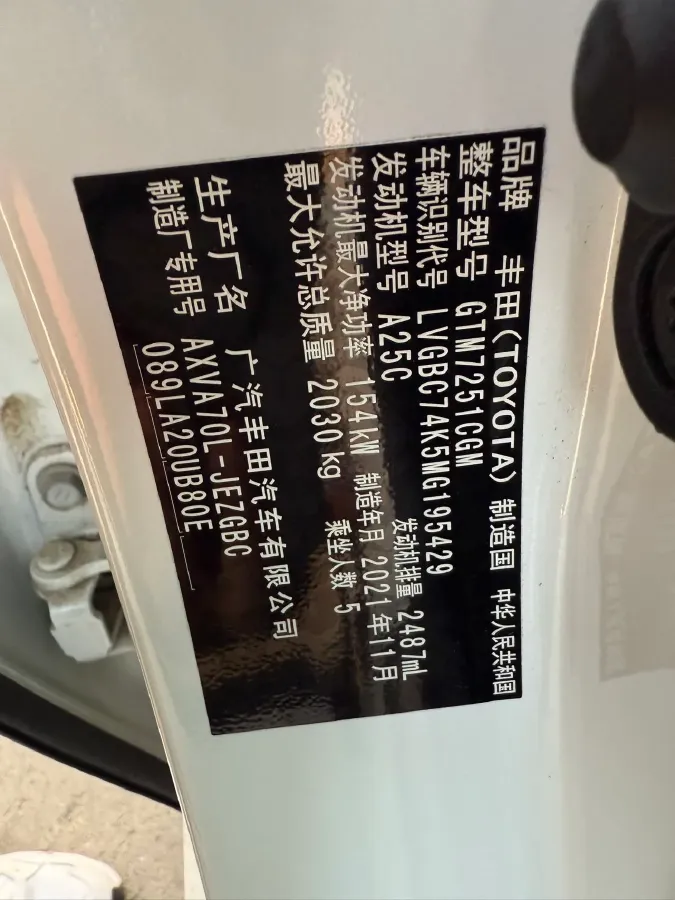 品牌 丰田(TOYOTA) 制造国 中华人民共和国
整车型号 GTM7251CGM
车辆识别代号 LVGBC74K5MG195429
发动机型号 A25C 发动机排量 2487mL
发动机最大净功率 154kW 制造年月 2021年11月
最大允许总质量 2030kg 乘坐人数 5
生产厂名 广汽丰田汽车有限公司
制造厂专用号 AXVA70L-JEZGBC
089LA20UB80E